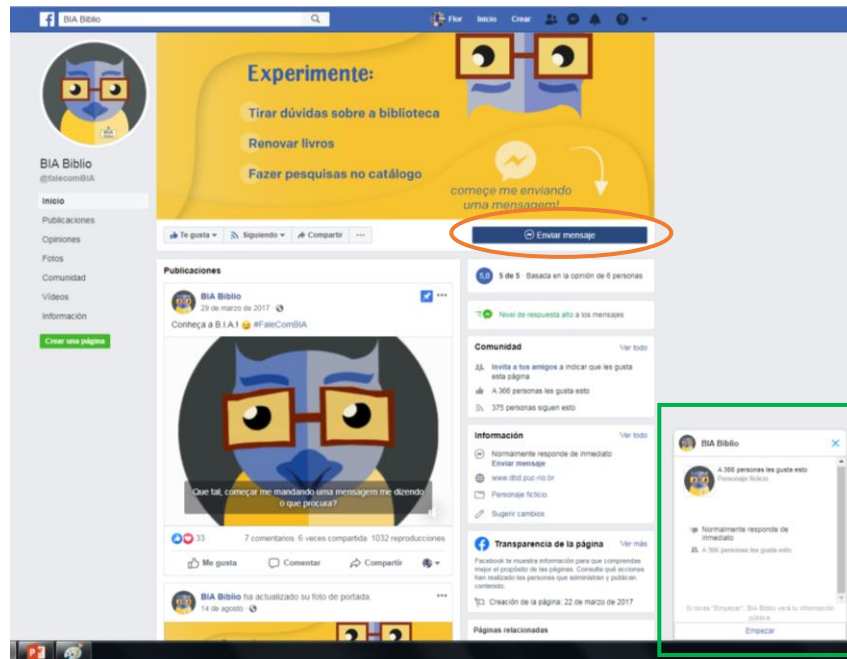 BIA Biblio
Flor Inicio Crear
BIA Biblio
@falecomBIA
Inicio
Publicaciones
Opiniones
Fotos
Comunidad
Vídeos
Información
Crear una página
Experimente:
Tirar dúvidas sobre a biblioteca
Renovar livros
Fazer pesquisas no catálogo
começe me enviando
uma mensagem!
Te gusta Siguiendo Compartir ...
Enviar mensaje
Publicaciones
BIA Biblio
29 de marzo de 2017
Conheça a B.I.A.! #FaleComBIA
Que tal, começar me mandando uma mensagem me dizendo
o que procura?
33 7 comentarios 6 veces compartida 1032 reproducciones
Me gusta Comentar Compartir
BIA Biblio ha actualizado su foto de portada.
14 de agosto
5,0 5 de 5 · Basada en la opinión de 6 personas
Nivel de respuesta alto a los mensajes
Comunidad Ver todo
Invita a tus amigos a indicar que les gusta
esta página
A 366 personas les gusta esto
375 personas siguen esto
Información Ver todo
Normalmente responde de inmediato
Enviar mensaje
www.dbd.puc-rio.br
Personaje ficticio
Sugerir cambios
Transparencia de la página Ver más
Facebook te muestra información para que comprendas
mejor el propósito de las páginas. Consulta qué acciones
han realizado las personas que administran y publican
contenido.
Creación de la página: 22 de marzo de 2017
Páginas relacionadas
BIA Biblio
A 366 personas les gusta esto
Personaje ficticio
Normalmente responde de
inmediato
A 366 personas les gusta esto
Si tocas "Empezar", BIA Biblio verá tu información
pública.
Empezar